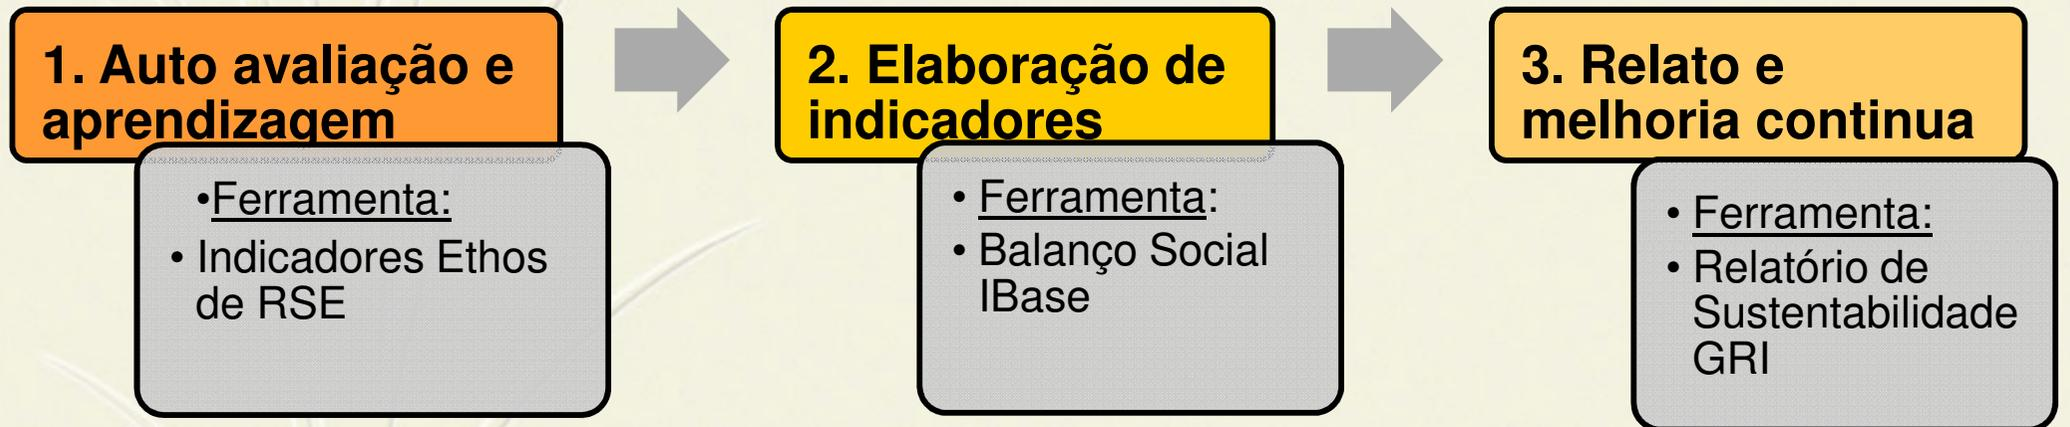 1. Auto avaliação e
aprendizagem
•Ferramenta:
• Indicadores Ethos
de RSE
2. Elaboração de
indicadores
• Ferramenta:
• Balanço Social
IBase
3. Relato e
melhoria continua
• Ferramenta:
• Relatório de
Sustentabilidade
GRI